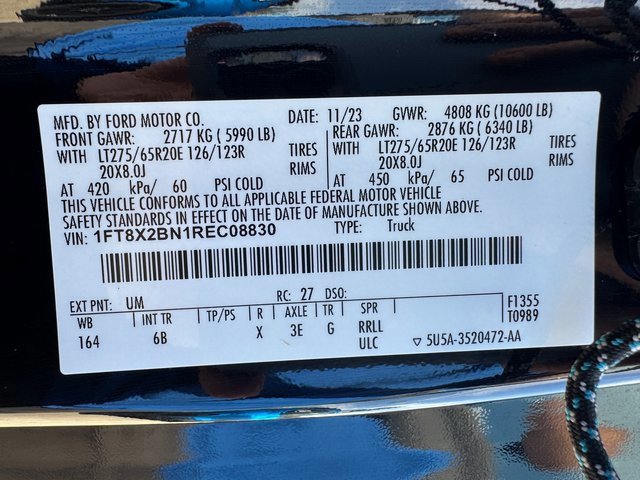 MFD. BY FORD MOTOR CO. DATE: 11/23 GVWR: 4808 KG (10600 LB)
FRONT GAWR: 2717 KG ( 5990 LB) REAR GAWR: 2876 KG ( 6340 LB)
WITH LT275/65R20E 126/123R TIRES WITH LT275/65R20E 126/123R TIRES
20X8.0J RIMS 20X8.0J RIMS
AT 420 kPa/ 60 PSI COLD AT 450 kPa/ 65 PSI COLD
THIS VEHICLE CONFORMS TO ALL APPLICABLE FEDERAL MOTOR VEHICLE
SAFETY STANDARDS IN EFFECT ON THE DATE OF MANUFACTURE SHOWN ABOVE.
VIN: 1FT8X2BN1REC08830 TYPE: Truck
EXT PNT: UM RC: 27 DSO: F1355
WB INT TR TP/PS R AXLE TR SPR T0989
164 6B X 3E G RRLL
ULC ▽ 5U5A-3520472-AA